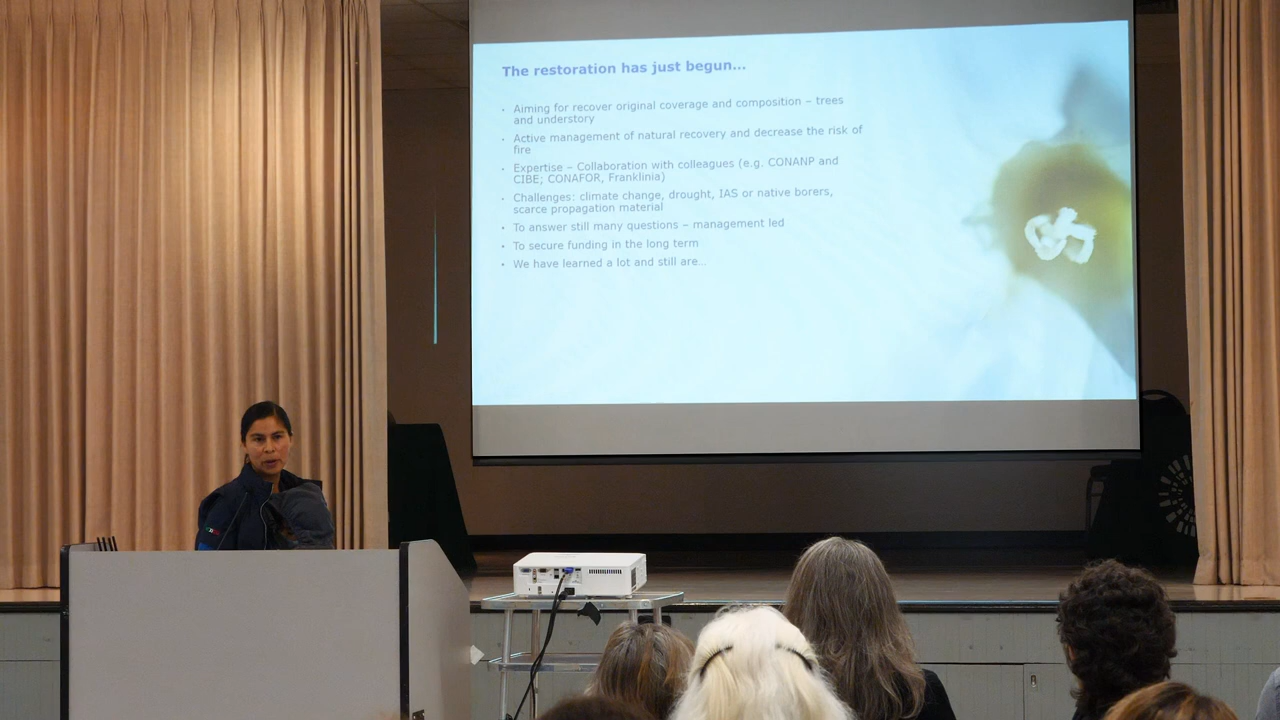 The restoration has just begun...
• Aiming for recover original coverage and composition – trees
and understory
• Active management of natural recovery and decrease the risk of
fire
• Expertise – Collaboration with colleagues (e.g. CONANP and
CIBE; CONAFOR, Franklinia)
• Challenges: climate change, drought, IAS or native borers,
scarce propagation material
• To answer still many questions – management led
• To secure funding in the long term
• We have learned a lot and still are...